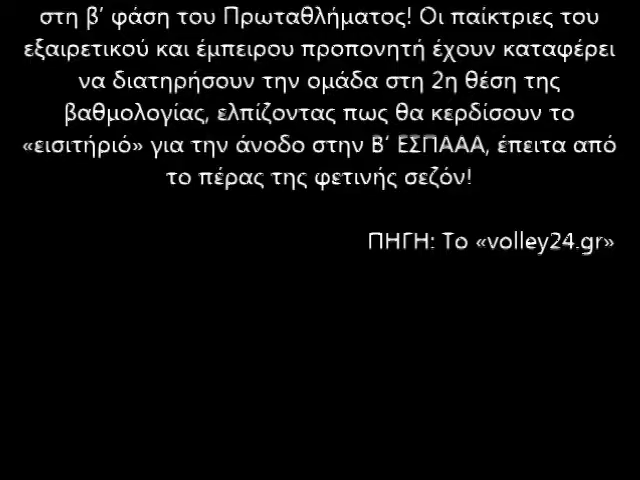 στη β’ φάση του Πρωταθλήματος! Οι παίκτριες του
εξαιρετικού και έμπειρου προπονητή έχουν καταφέρει
να διατηρήσουν την ομάδα στη 2η θέση της
βαθμολογίας, ελπίζοντας πως θα κερδίσουν το
«εισιτήριό» για την άνοδο στην Β’ ΕΣΠΑΑΑ, έπειτα από
το πέρας της φετινής σεζόν!
ΠΗΓΗ: Το «volley24.gr»